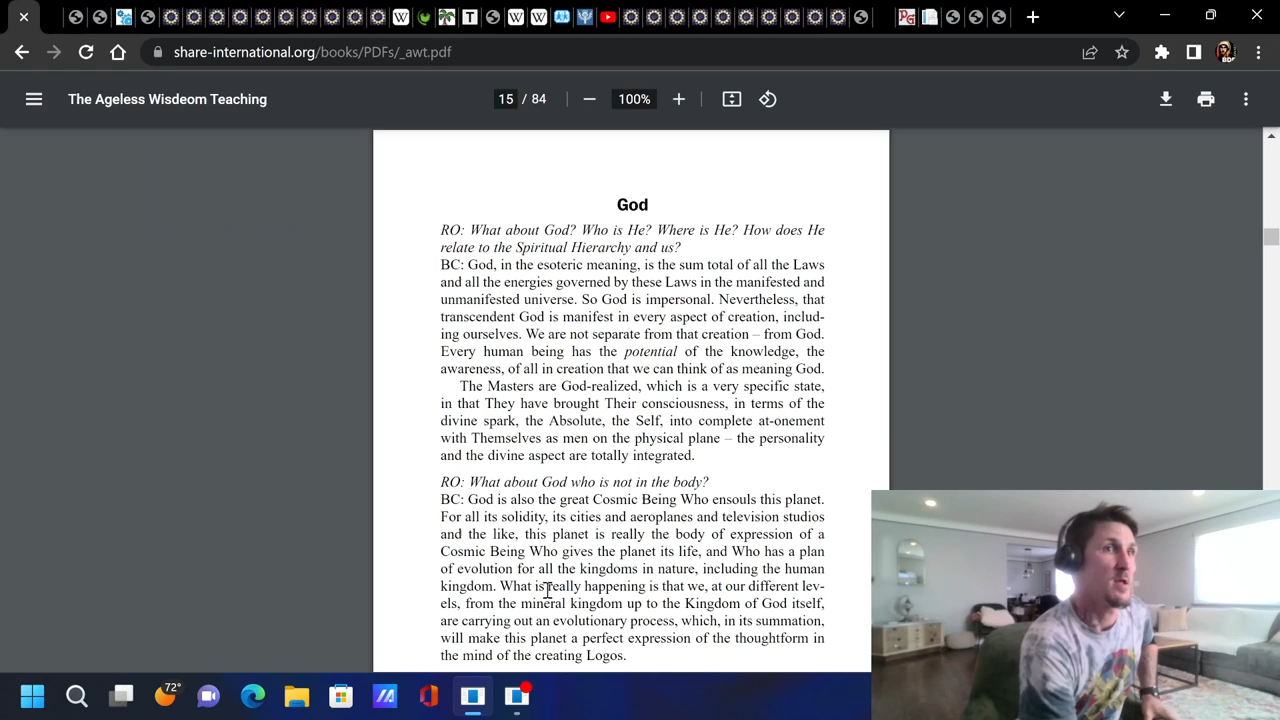 share-international.org/books/PDFs/_awt.pdf
The Ageless Wisdeom Teaching
15 / 84
100%
God
RO: What about God? Who is He? Where is He? How does He
relate to the Spiritual Hierarchy and us?
BC: God, in the esoteric meaning, is the sum total of all the Laws
and all the energies governed by these Laws in the manifested and
unmanifested universe. So God is impersonal. Nevertheless, that
transcendent God is manifest in every aspect of creation, includ-
ing ourselves. We are not separate from that creation – from God.
Every human being has the potential of the knowledge, the
awareness, of all in creation that we can think of as meaning God.
The Masters are God-realized, which is a very specific state,
in that They have brought Their consciousness, in terms of the
divine spark, the Absolute, the Self, into complete at-onement
with Themselves as men on the physical plane – the personality
and the divine aspect are totally integrated.
RO: What about God who is not in the body?
BC: God is also the great Cosmic Being Who ensouls this planet.
For all its solidity, its cities and aeroplanes and television studios
and the like, this planet is really the body of expression of a
Cosmic Being Who gives the planet its life, and Who has a plan
of evolution for all the kingdoms in nature, including the human
kingdom. What is really happening is that we, at our different lev-
els, from the mineral kingdom up to the Kingdom of God itself,
are carrying out an evolutionary process, which, in its summation,
will make this planet a perfect expression of the thoughtform in
the mind of the creating Logos.
72°